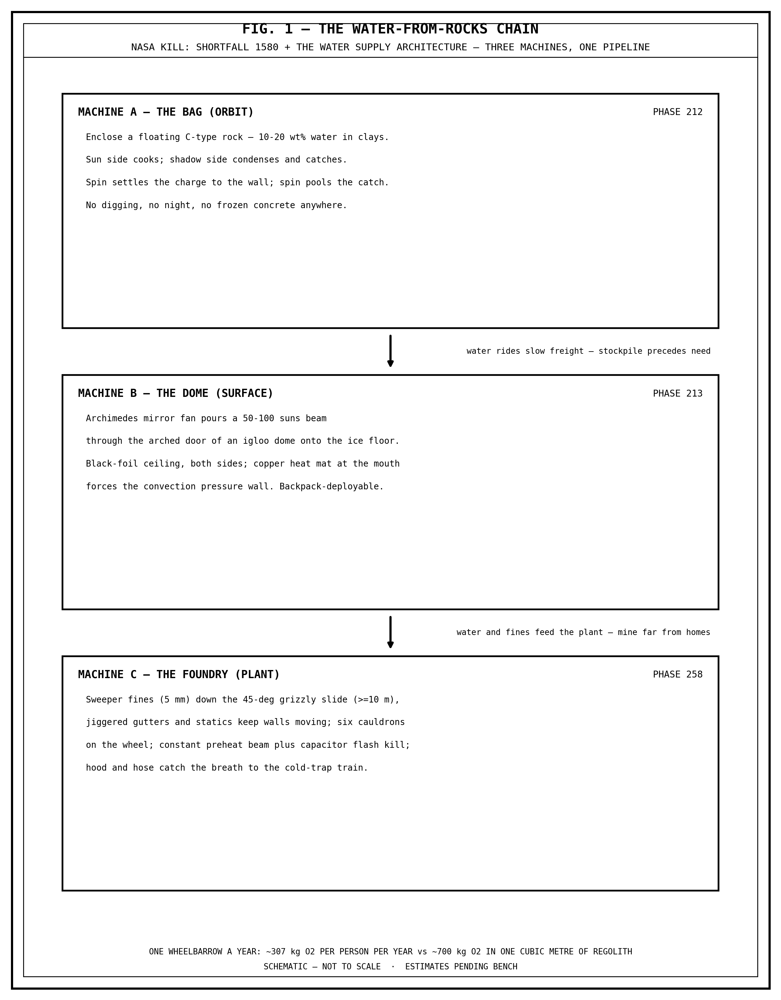 FIG. 1 — THE WATER-FROM-ROCKS CHAIN
NASA KILL: SHORTFALL 1580 + THE WATER SUPPLY ARCHITECTURE — THREE MACHINES, ONE PIPELINE
MACHINE A — THE BAG (ORBIT)
PHASE 212
Enclose a floating C-type rock — 10-20 wt% water in clays.
Sun side cooks; shadow side condenses and catches.
Spin settles the charge to the wall; spin pools the catch.
No digging, no night, no frozen concrete anywhere.
water rides slow freight — stockpile precedes need
MACHINE B — THE DOME (SURFACE)
PHASE 213
Archimedes mirror fan pours a 50-100 suns beam
through the arched door of an igloo dome onto the ice floor.
Black-foil ceiling, both sides; copper heat mat at the mouth
forces the convection pressure wall. Backpack-deployable.
water and fines feed the plant — mine far from homes
MACHINE C — THE FOUNDRY (PLANT)
PHASE 258
Sweeper fines (5 mm) down the 45-deg grizzly slide (>=10 m),
jiggered gutters and statics keep walls moving; six cauldrons
on the wheel; constant preheat beam plus capacitor flash kill;
hood and hose catch the breath to the cold-trap train.
ONE WHEELBARROW A YEAR: ~307 kg O2 PER PERSON PER YEAR vs ~700 kg O2 IN ONE CUBIC METRE OF REGOLITH
SCHEMATIC — NOT TO SCALE · ESTIMATES PENDING BENCH